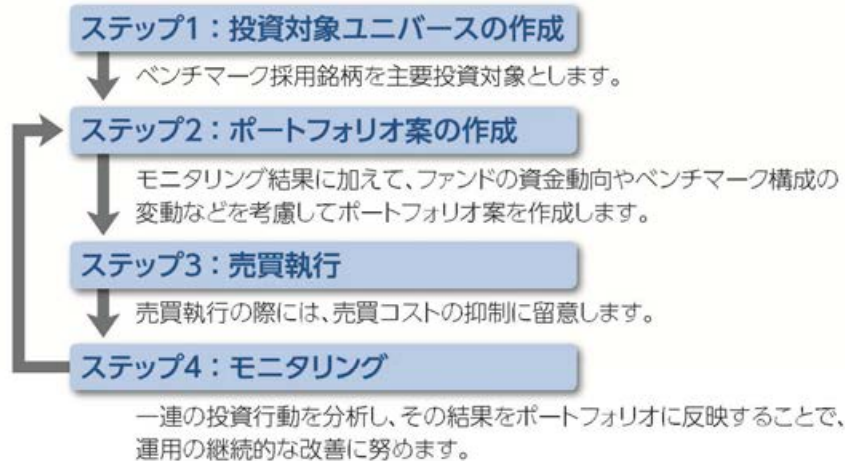 ステップ1：投資対象ユニバースの作成
ベンチマーク採用銘柄を主要投資対象とします。
ステップ2：ポートフォリオ案の作成
モニタリング結果に加えて、ファンドの資金動向やベンチマーク構成の
変動などを考慮してポートフォリオ案を作成します。
ステップ3：売買執行
売買執行の際には、売買コストの抑制に留意します。
ステップ4：モニタリング
一連の投資行動を分析し、その結果をポートフォリオに反映することで、
運用の継続的な改善に努めます。